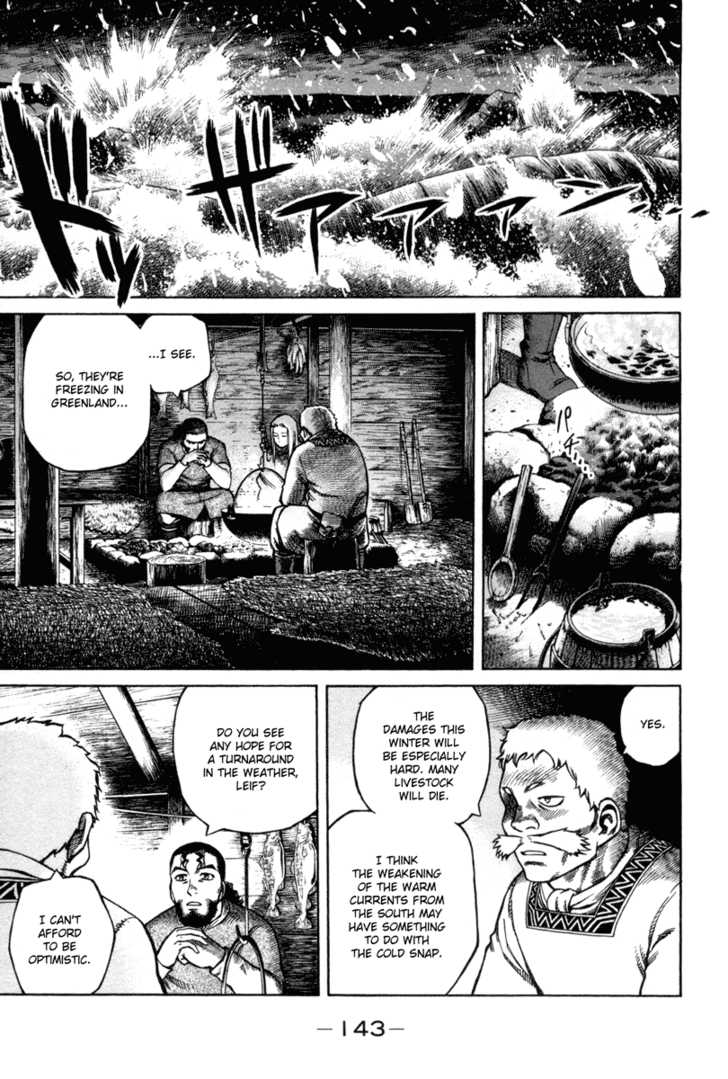 ドッザァァァン
パチ…
...I SEE.
SO, THEY'RE
FREEZING IN
GREENLAND...
YES.
THE
DAMAGES THIS
WINTER WILL
BE ESPECIALLY
HARD. MANY
LIVESTOCK
WILL DIE.
I THINK
THE WEAKENING
OF THE WARM
CURRENTS FROM
THE SOUTH MAY
HAVE SOMETHING
TO DO WITH
THE COLD SNAP.
DO YOU SEE
ANY HOPE FOR
A TURNAROUND
IN THE WEATHER,
LEIF?
I CAN'T
AFFORD
TO BE
OPTIMISTIC.
—143—